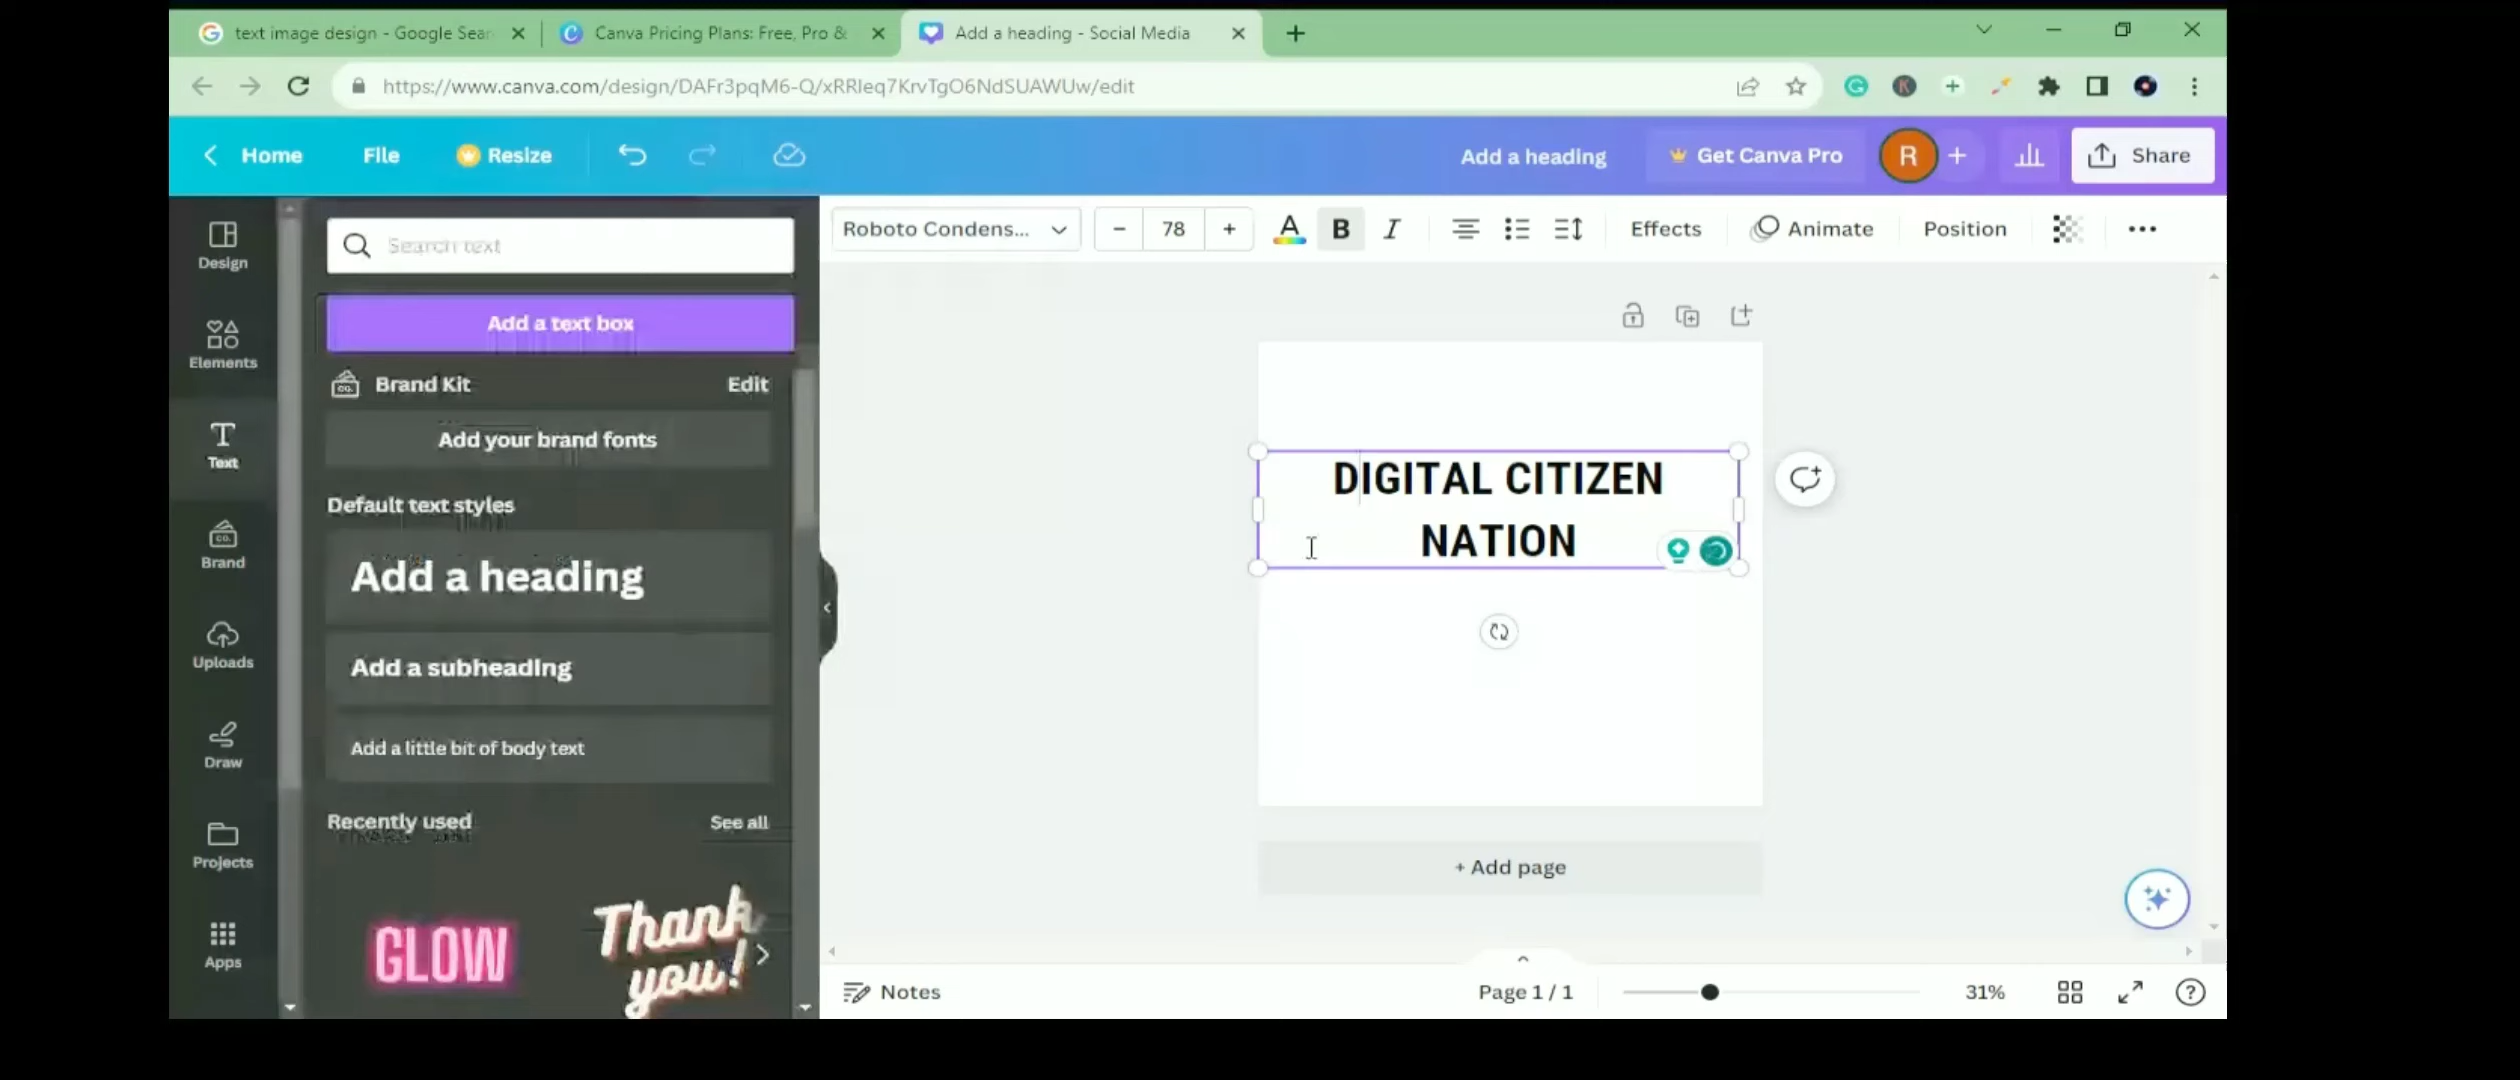 text image design - Google Sear
Canva Pricing Plans: Free, Pro &
Add a heading - Social Media
https://www.canva.com/design/DAFr3pqM6-Q/xRRIeq7KrvTgO6NdSUAWUw/edit
Home
File
Resize
Add a heading
Get Canva Pro
R
Share
Design
Elements
Text
Brand
Uploads
Draw
Projects
Apps
Search text
Add a text box
Brand Kit
Edit
Add your brand fonts
Default text styles
Add a heading
Add a subheading
Add a little bit of body text
Recently used
See all
GLOW
Thank
you!
Roboto Condens...
78
A
B
I
Effects
Animate
Position
DIGITAL CITIZEN
NATION
+ Add page
Notes
Page 1 / 1
31%